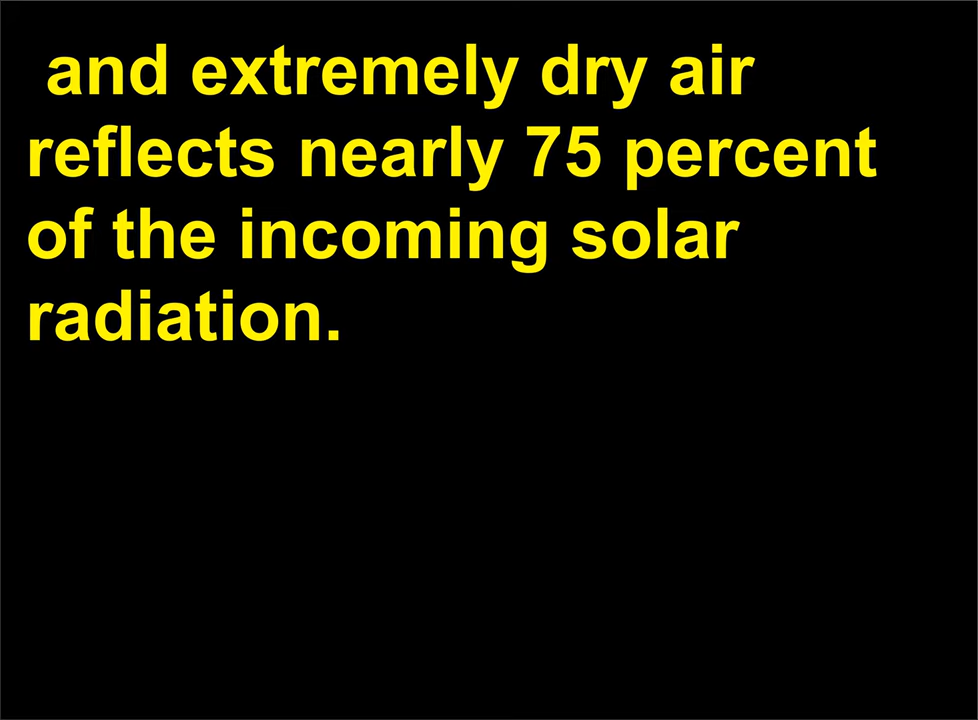 and extremely dry air
reflects nearly 75 percent
of the incoming solar
radiation.